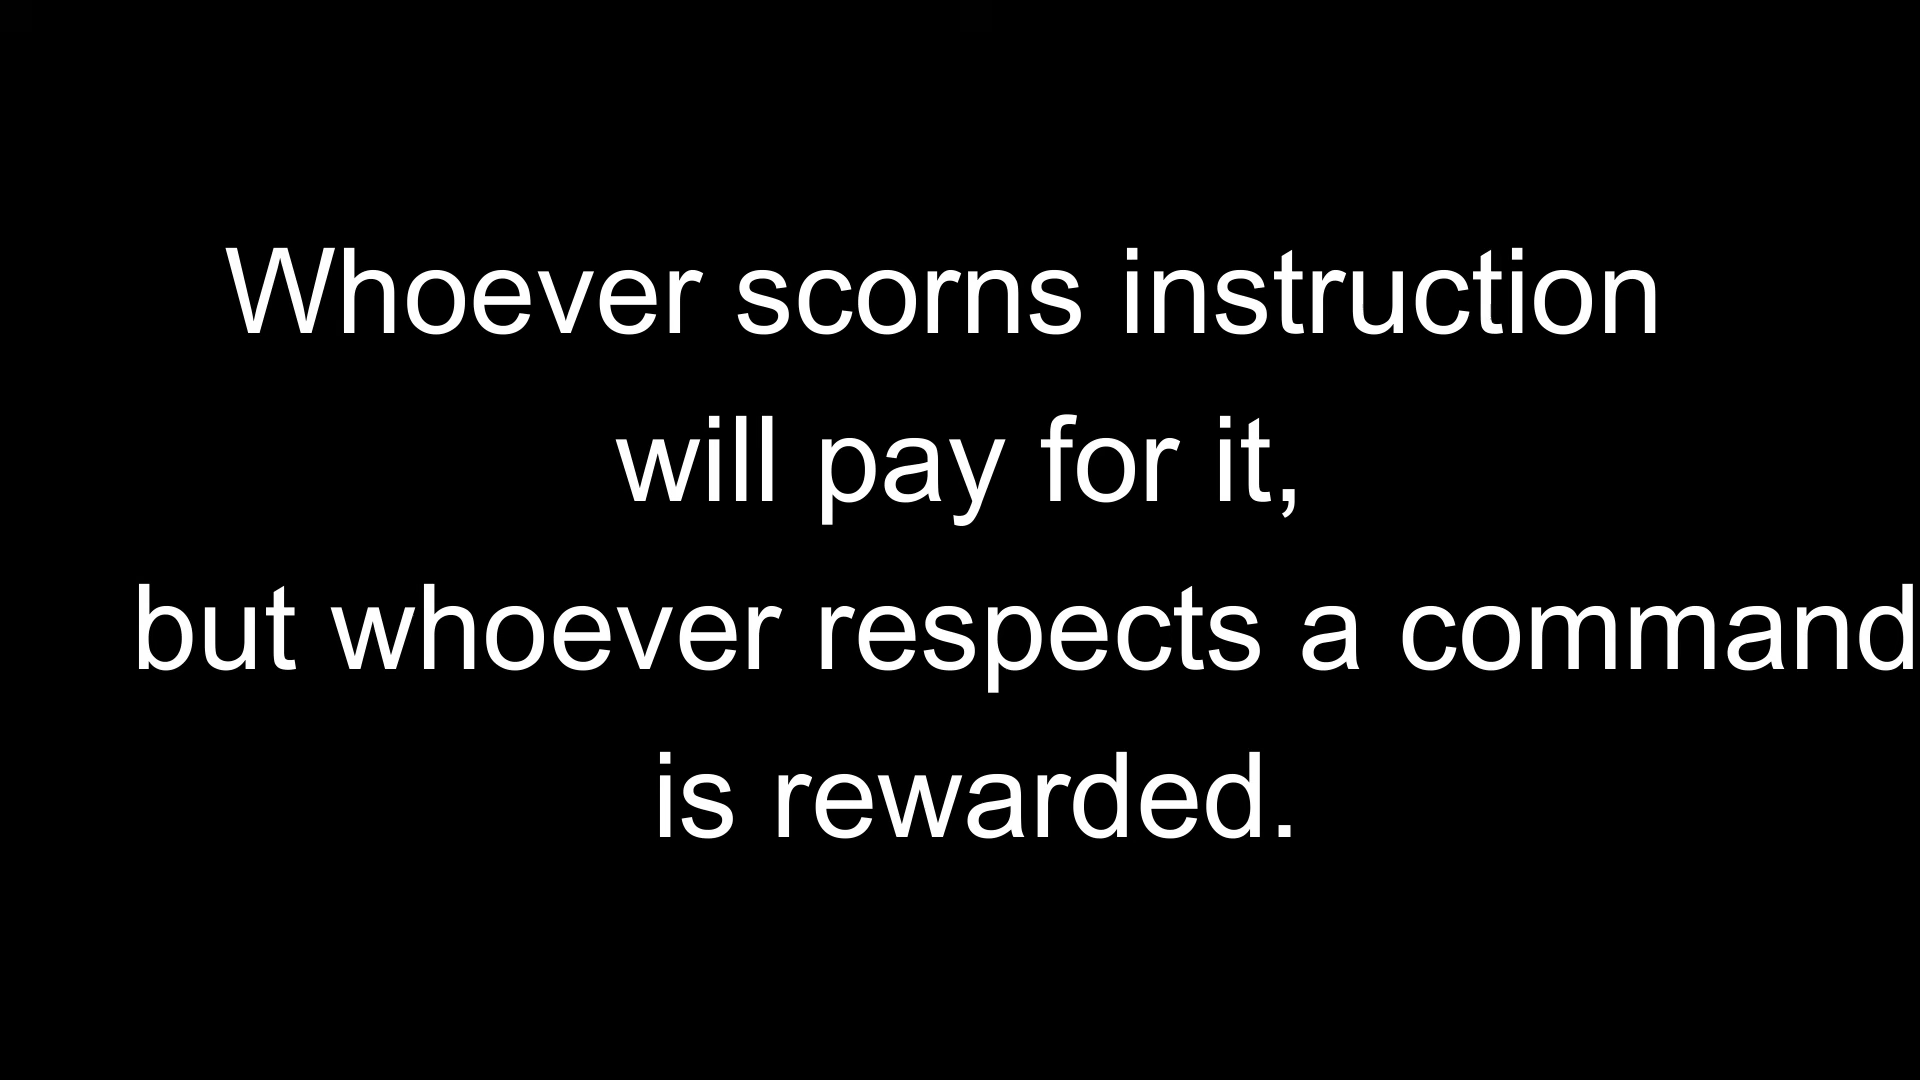 Whoever scorns instruction
will pay for it,
but whoever respects a command
is rewarded.